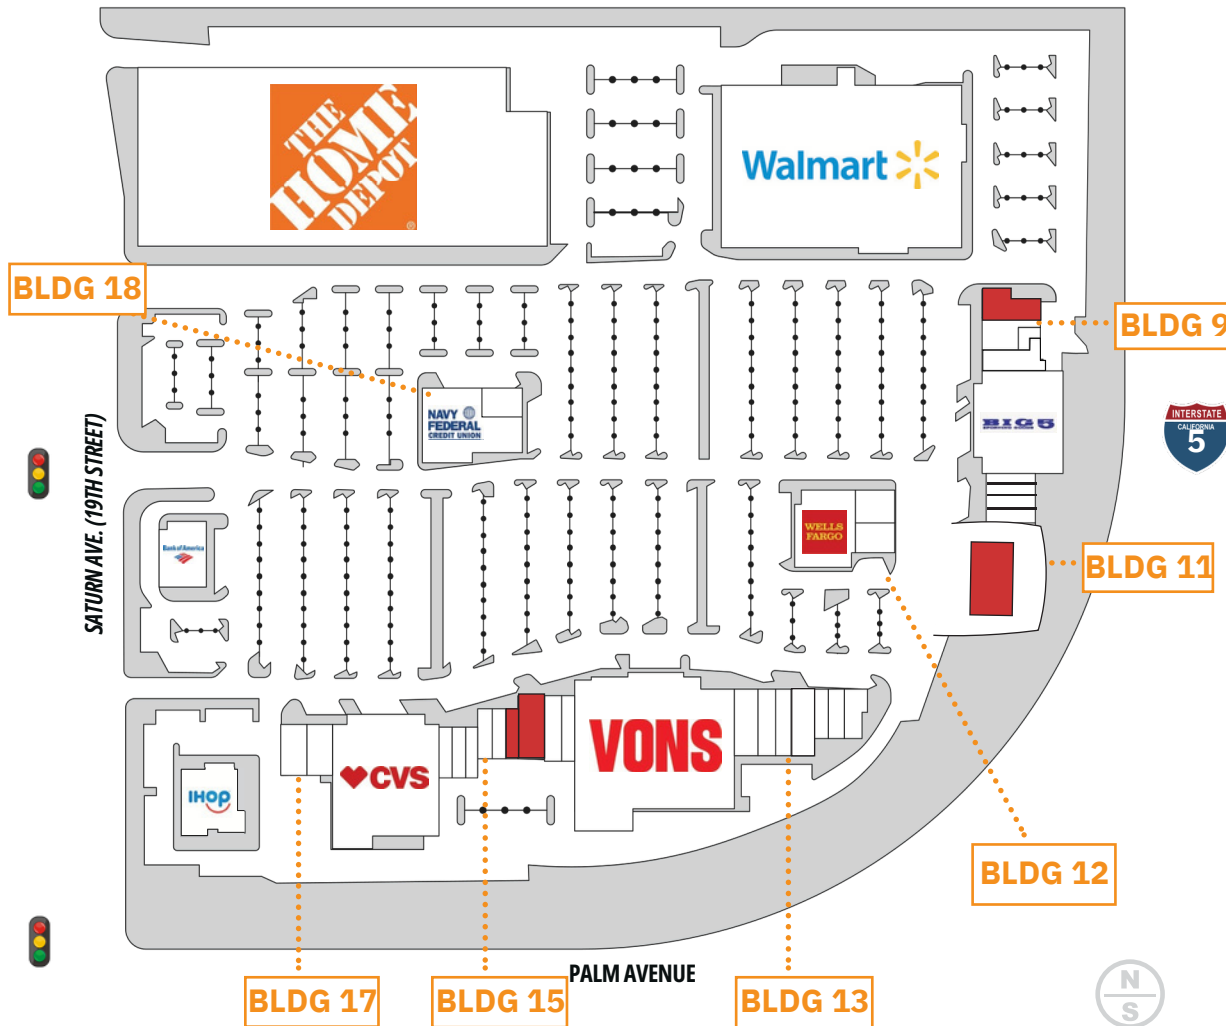 THE
HOME
DEPOT
Walmart
BLDG 18
BLDG 9
NAVY
FEDERAL
CREDIT UNION
BIG 5
SPORTING GOODS
INTERSTATE
CALIFORNIA
5
SATURN AVE. (19TH STREET)
WELLS
FARGO
Bank of America
BLDG 11
VONS
CVS
IHOP
BLDG 12
PALM AVENUE
BLDG 17
BLDG 15
BLDG 13
N
S